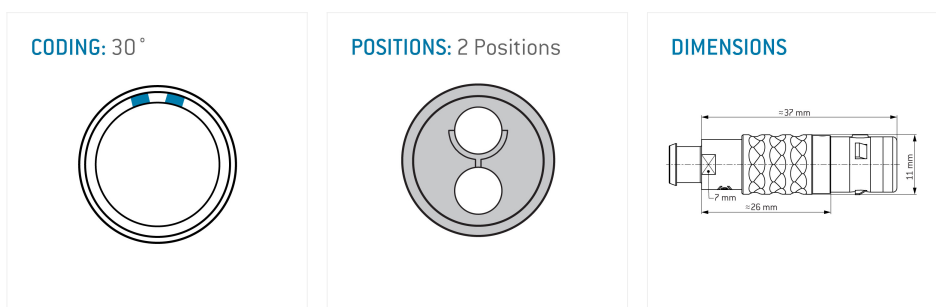 CODING: 30°
POSITIONS: 2 Positions
DIMENSIONS
≈37 mm
11 mm
7 mm
≈26 mm